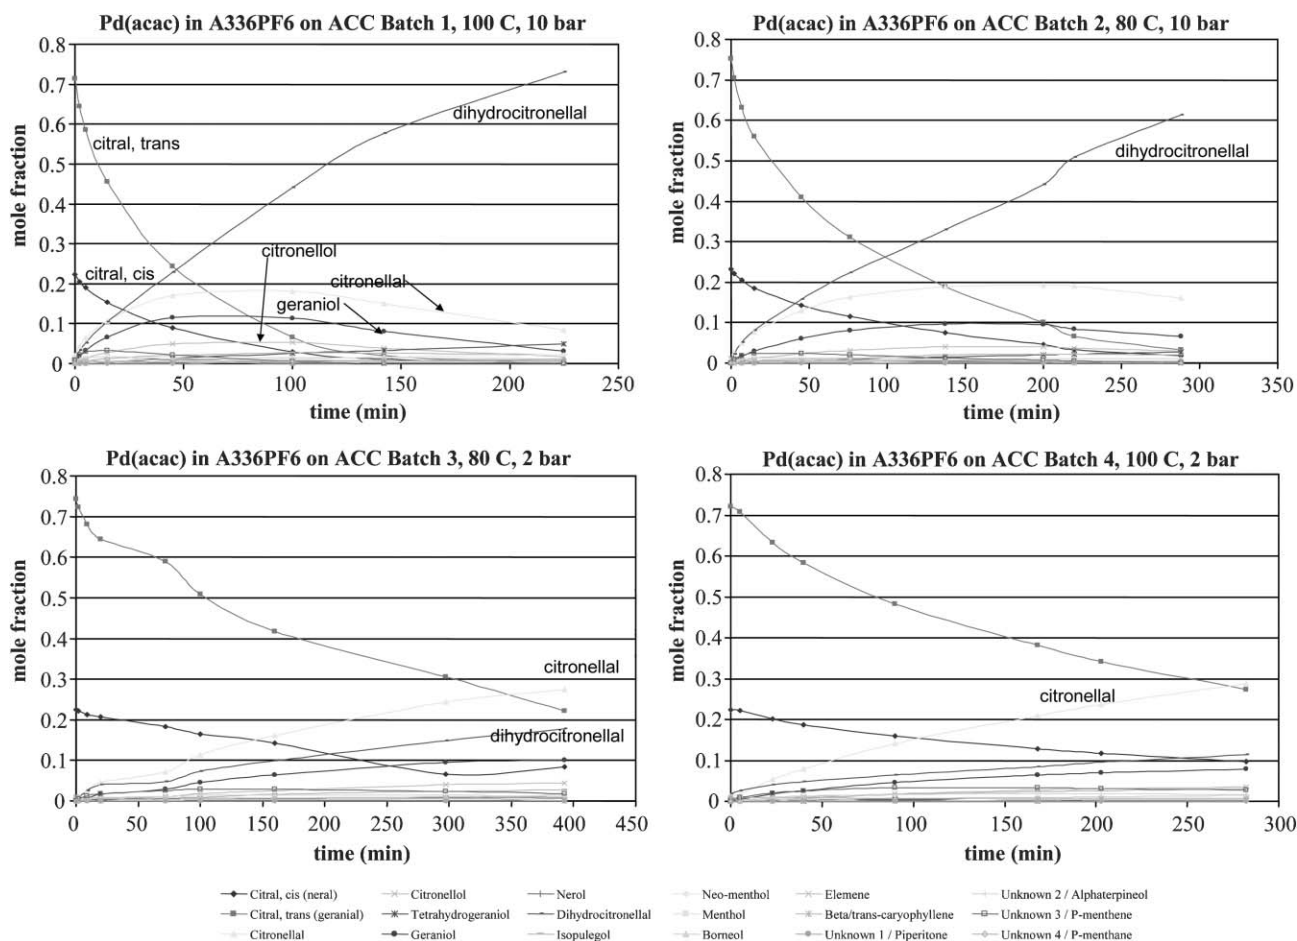 Pd(acac) in A336PF6 on ACC Batch 1, 100 C, 10 bar
0.8
0.7
0.6
0.5
0.4
0.3
0.2
0.1
0
mole fraction
citral, trans
citral, cis
dihydrocitronellal
citronellol
citronellal
geraniol
0 50 100 150 200 250
time (min)
Pd(acac) in A336PF6 on ACC Batch 2, 80 C, 10 bar
0.8
0.7
0.6
0.5
0.4
0.3
0.2
0.1
0
mole fraction
dihydrocitronellal
0 50 100 150 200 250 300 350
time (min)
Pd(acac) in A336PF6 on ACC Batch 3, 80 C, 2 bar
0.8
0.7
0.6
0.5
0.4
0.3
0.2
0.1
0
mole fraction
citronellal
dihydrocitronellal
0 50 100 150 200 250 300 350 400 450
time (min)
Pd(acac) in A336PF6 on ACC Batch 4, 100 C, 2 bar
0.8
0.7
0.6
0.5
0.4
0.3
0.2
0.1
0
mole fraction
citronellal
0 50 100 150 200 250 300
time (min)
Citral, cis (neral) Citronellol Nerol Neo-menthol Elemene Unknown 2 / Alphaterpineol
Citral, trans (geranial) Tetrahydrogeraniol Dihydrocitronellal Menthol Beta/trans-caryophyllene Unknown 3 / P-menthene
Citronellal Geraniol Isopulegol Borneol Unknown 1 / Piperitone Unknown 4 / P-menthane